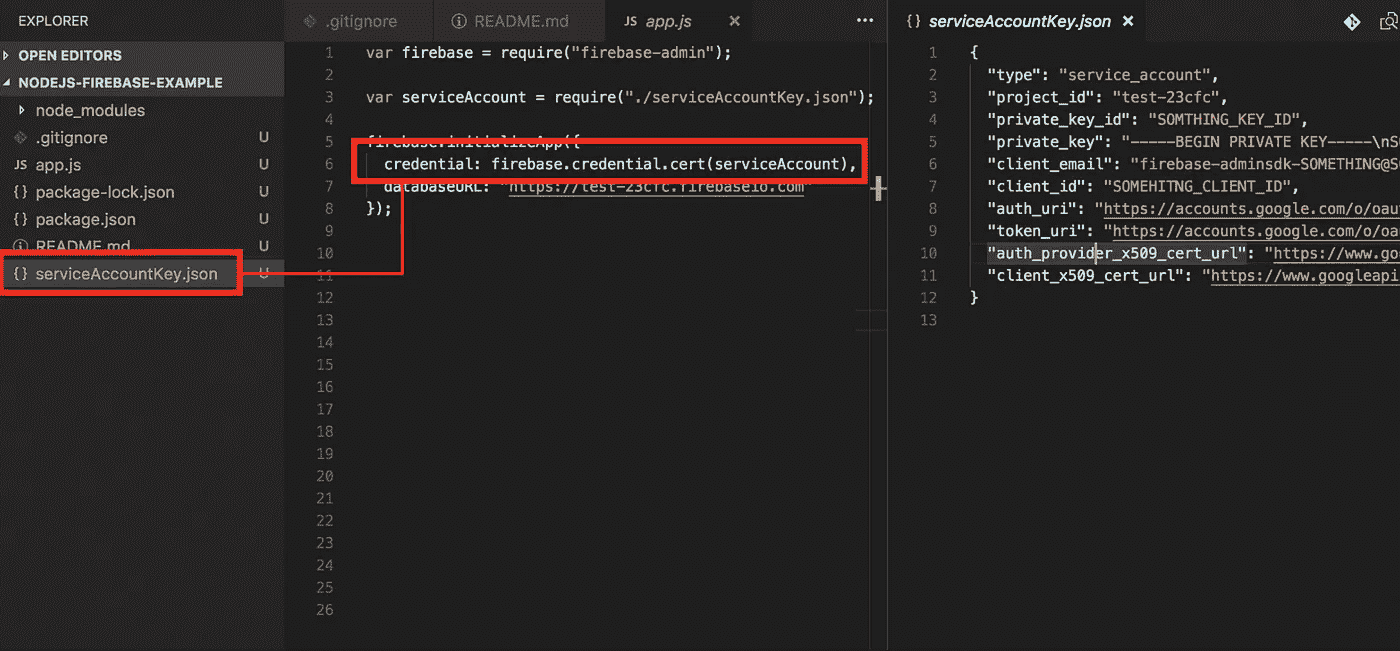 EXPLORER
OPEN EDITORS
NODEJS-FIREBASE-EXAMPLE
node_modules
.gitignore U
JS app.js U
{ } package-lock.json U
{ } package.json U
README.md U
{ } serviceAccountKey.json U
.gitignore README.md JS app.js × •••
1 var firebase = require("firebase-admin");
2
3 var serviceAccount = require("./serviceAccountKey.json");
4
5 firebase.initializeApp({
6 credential: firebase.credential.cert(serviceAccount),
7 databaseURL: "https://test-23cfc.firebaseio.com"
8 });
9
10
11
12
13
14
15
16
17
18
19
20
21
22
23
24
25
26
{ } serviceAccountKey.json ×
1 {
2 "type": "service_account",
3 "project_id": "test-23cfc",
4 "private_key_id": "SOMTHING_KEY_ID",
5 "private_key": "-----BEGIN PRIVATE KEY-----\nS
6 "client_email": "firebase-adminsdk-SOMETHING@S
7 "client_id": "SOMEHITNG_CLIENT_ID",
8 "auth_uri": "https://accounts.google.com/o/oau
9 "token_uri": "https://accounts.google.com/o/oa
10 "auth_provider_x509_cert_url": "https://www.go
11 "client_x509_cert_url": "https://www.googleapi
12 }
13